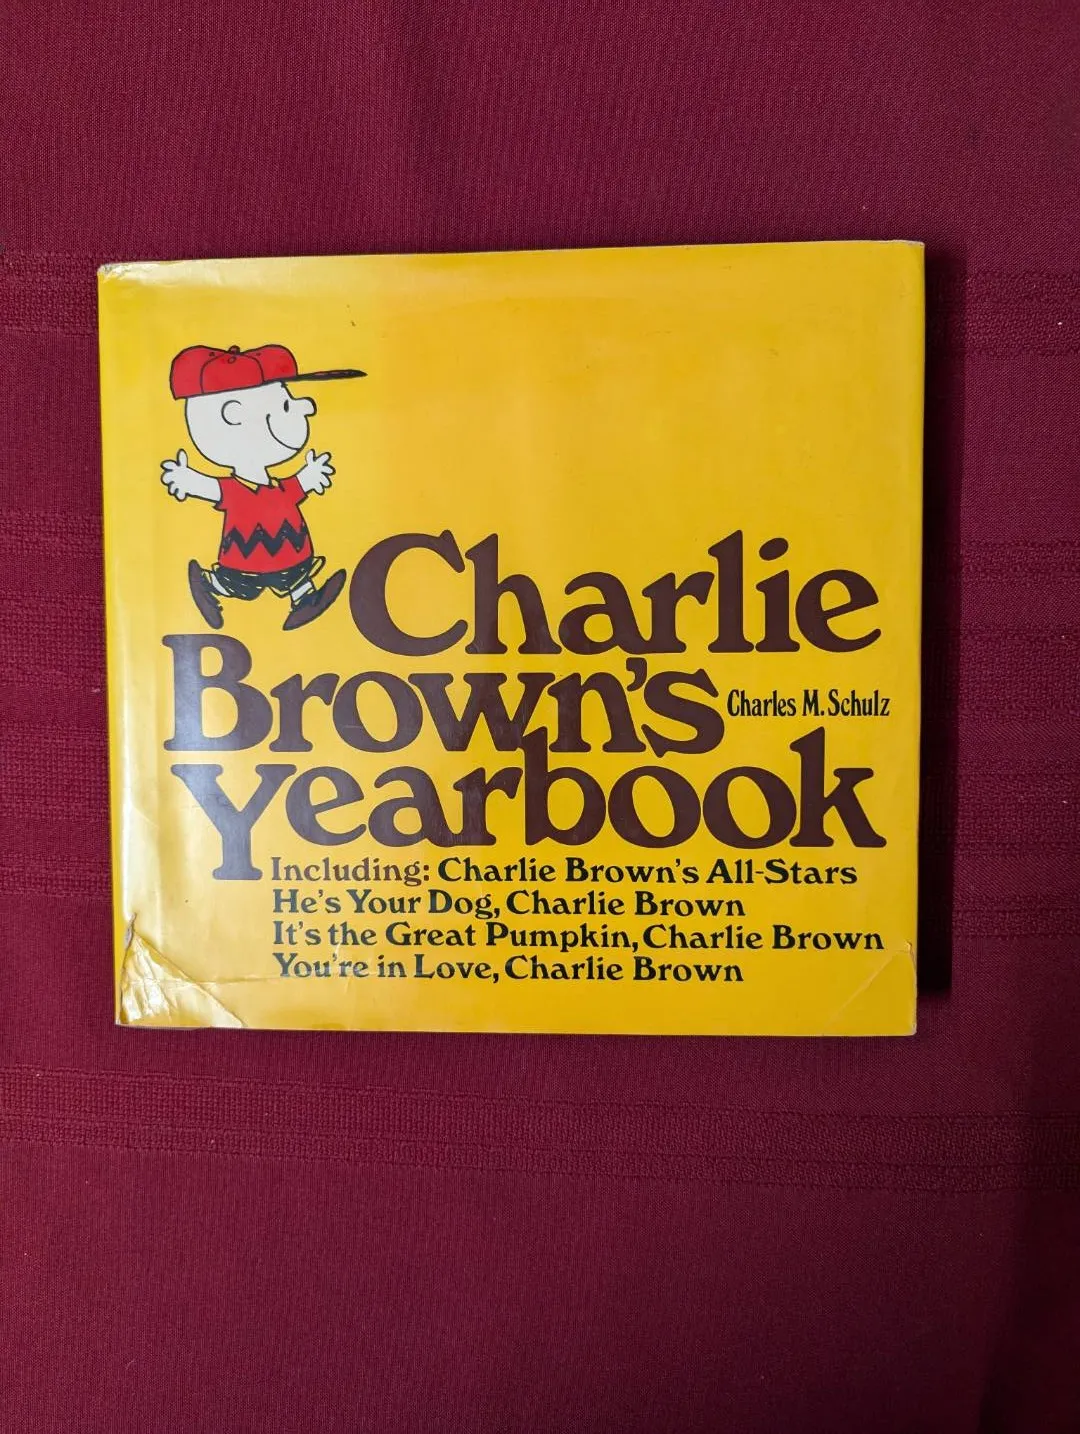 Charlie
Brown's
Charles M. Schulz
Yearbook
Including: Charlie Brown's All-Stars
He's Your Dog, Charlie Brown
It's the Great Pumpkin, Charlie Brown
You're in Love, Charlie Brown